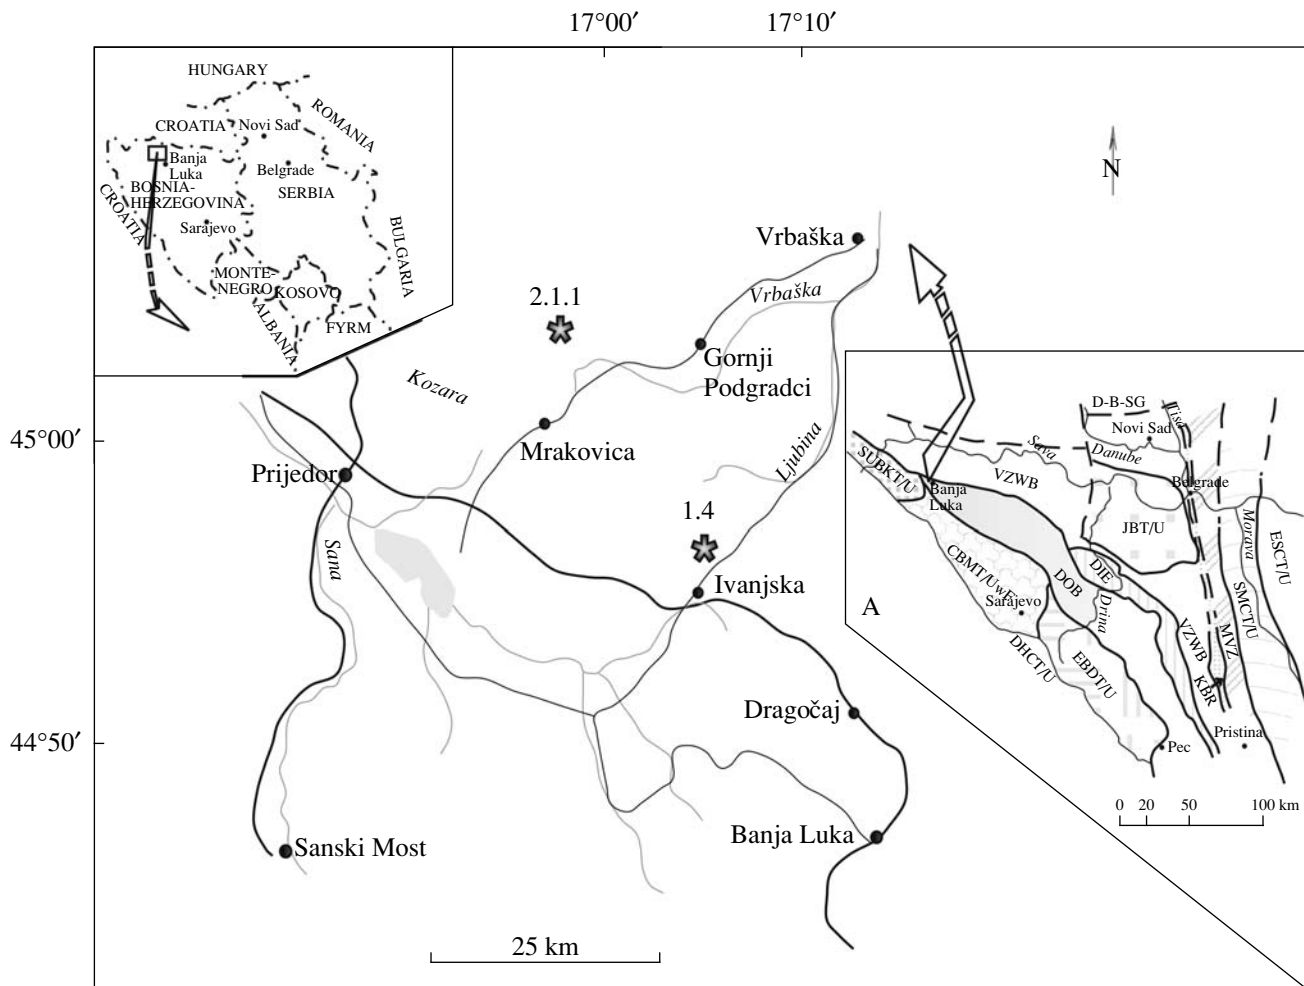 17°00′
17°10′
HUNGARY
ROMANIA
CROATIA
Novi Sad
Banja
Luka
Belgrade
BOSNIA-
HERZEGOVINA
SERBIA
CROATIA
Sarajevo
BULGARIA
MONTE-
NEGRO
KOSOVO
ALBANIA
FYRM
N
Vrbaška
Vrbaška
2.1.1
Gornji
Podgradci
Kozara
45°00′
Mrakovica
Prijedor
Ljubina
1.4
Sana
Ivanjska
Dragočaj
44°50′
Banja Luka
Sanski Most
25 km
D-B-SG
Tisa
Novi Sad
Sava
Danube
SUBKT/U
VZWB
Banja
Luka
Belgrade
JBT/U
Morava
ESCT/U
CBMT/UwE
DIE
DOB
Sarajevo
Drina
SMCT/U
A
VZWB
MVZ
DHCT/U
EBDT/U
KBR
Pristina
Pec
0 20 50 100 km